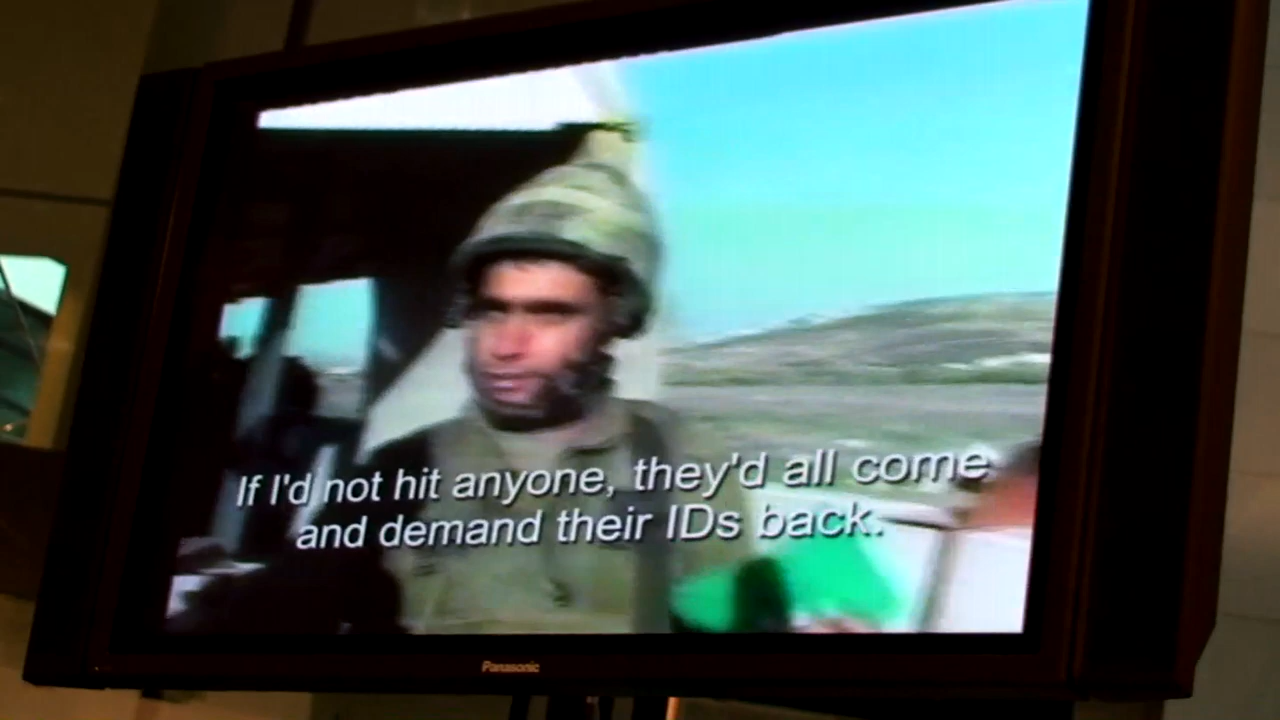 If I'd not hit anyone, they'd all come
and demand their IDs back.
Panasonic